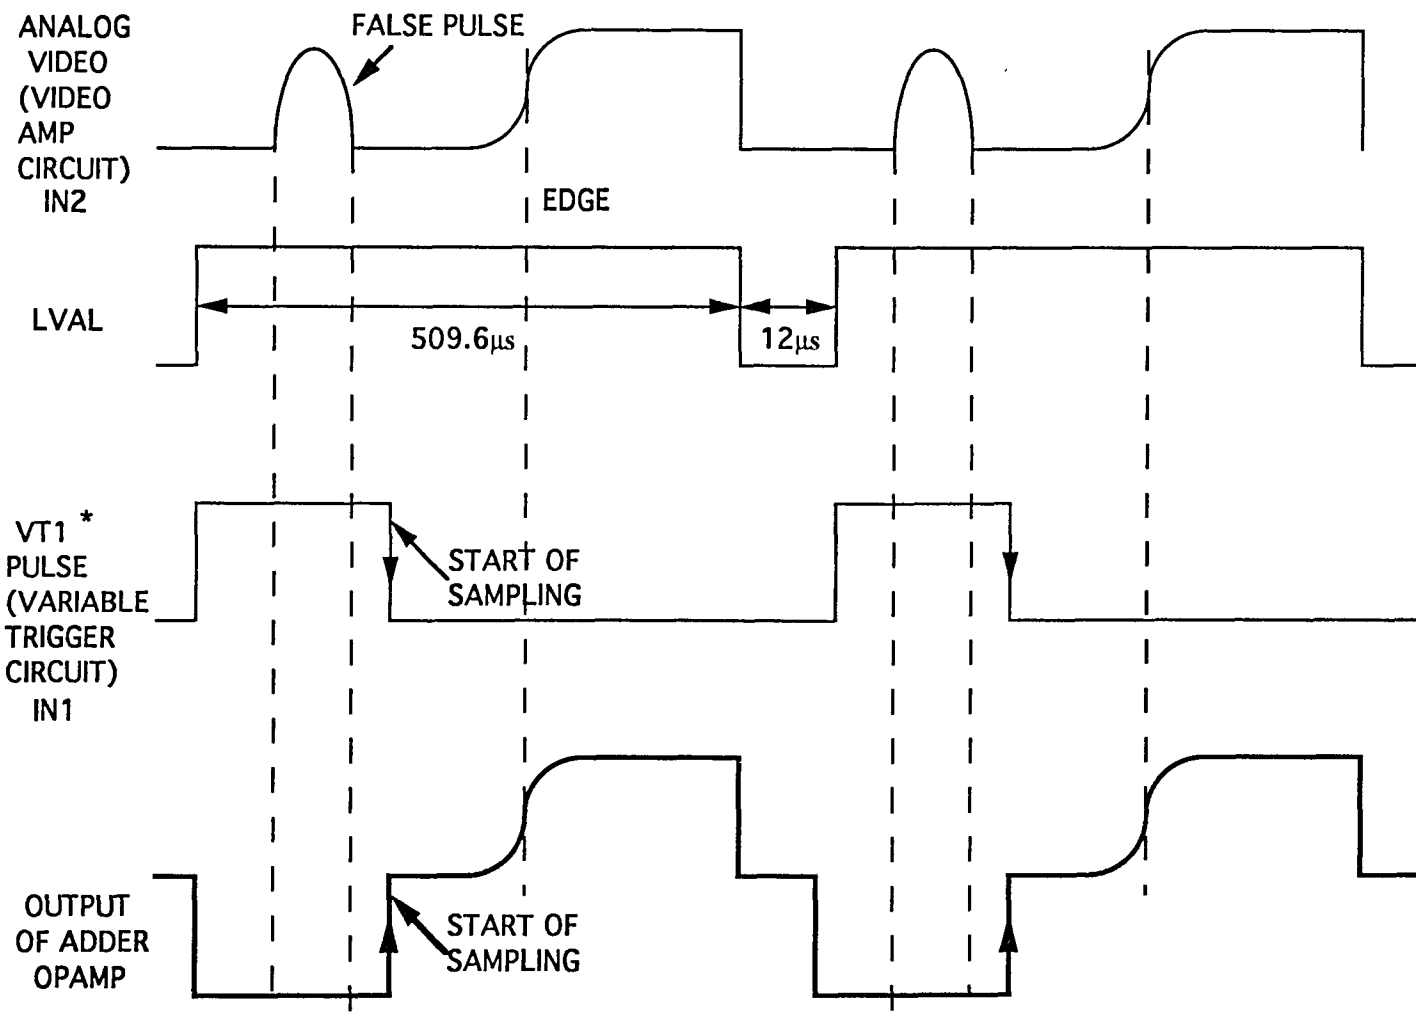 ANALOG
VIDEO
(VIDEO
AMP
CIRCUIT)
IN2
FALSE PULSE
EDGE
LVAL
509.6µs
12µs
VT1 *
PULSE
(VARIABLE
TRIGGER
CIRCUIT)
IN1
START OF
SAMPLING
OUTPUT
OF ADDER
OPAMP
START OF
SAMPLING